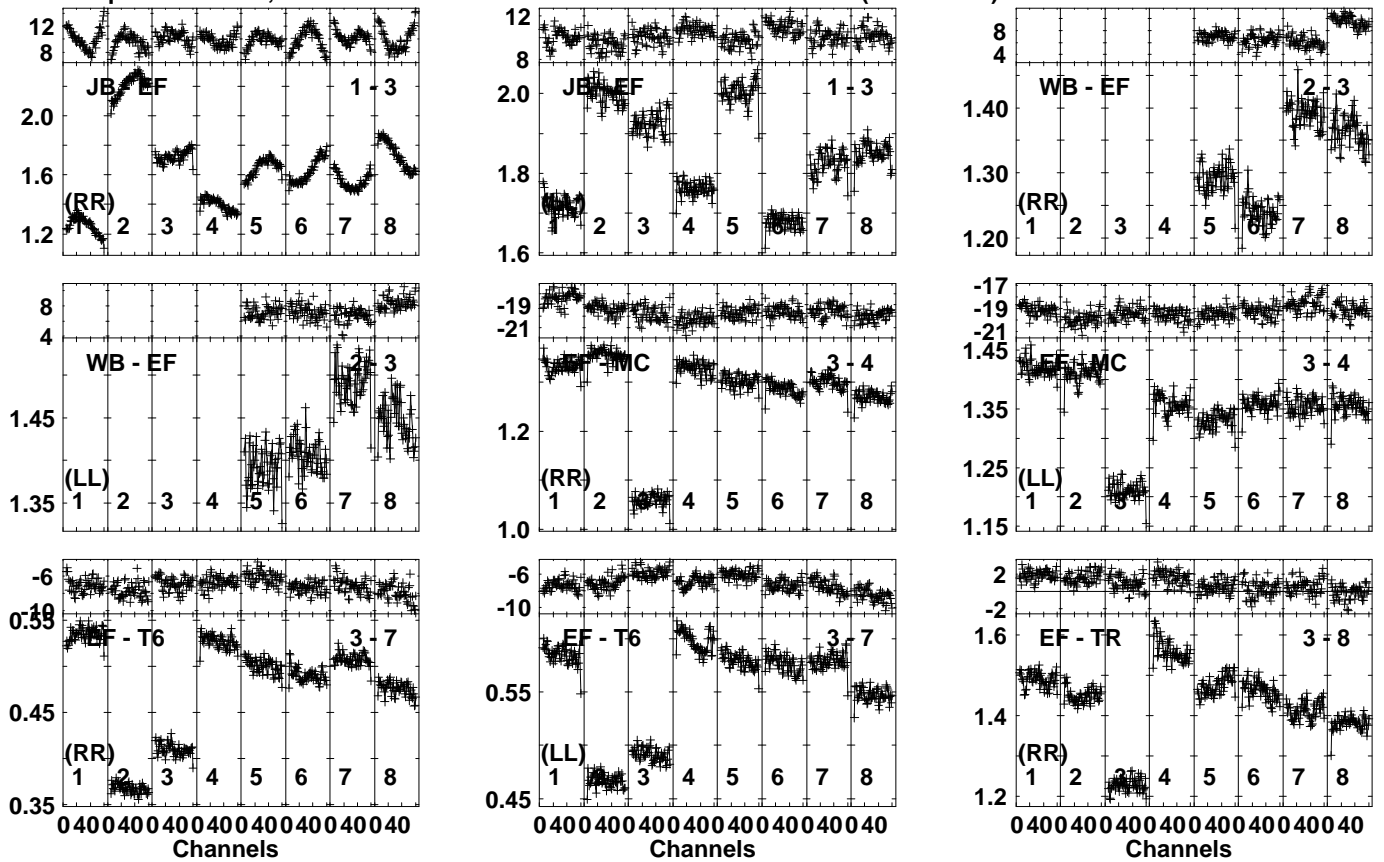 12
8
JB - EF 1 - 3
2.0
1.6
(RR)
1.2
1 2 3 4 5 6 7 8
12
8
JB - EF 1 - 3
2.0
1.8
1.6
1 2 3 4 5 6 7 8
8
4
WB - EF 2 - 3
1.40
1.30
(RR)
1.20
1 2 3 4 5 6 7 8
8
4
WB - EF 2 - 3
1.45
(LL)
1.35
1 2 3 4 5 6 7 8
-19
-21
EF - MC 3 - 4
1.2
(RR)
1.0
1 2 3 4 5 6 7 8
-17
-19
-21
1.45
EF - MC 3 - 4
1.35
1.25
(LL)
1.15
1 2 3 4 5 6 7 8
-6
-10
0.55
EF - T6 3 - 7
0.45
(RR)
0.35
1 2 3 4 5 6 7 8
0 40 0 40 0 40 0 40 0 40 0 40 0 40 0 40
Channels
-6
-10
EF - T6 3 - 7
0.55
(LL)
0.45
1 2 3 4 5 6 7 8
0 40 0 40 0 40 0 40 0 40 0 40 0 40 0 40
Channels
2
-2
1.6
EF - TR 3 - 8
1.4
(RR)
1.2
1 2 3 4 5 6 7 8
0 40 0 40 0 40 0 40 0 40 0 40 0 40 0 40
Channels